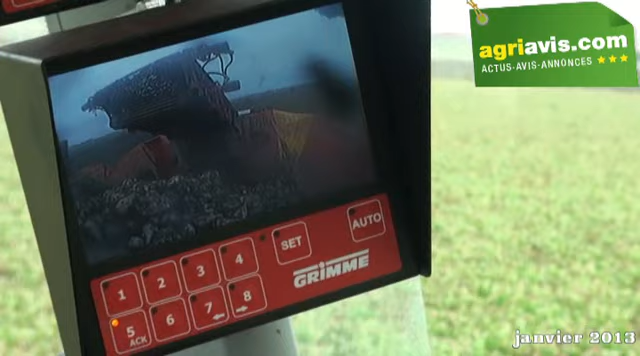 agriavis.com
ACTUS-AVIS-ANNONCES
AUTO
SET
GRIMME
1 2 3 4
5 6 7 8
ACK
janvier 2013